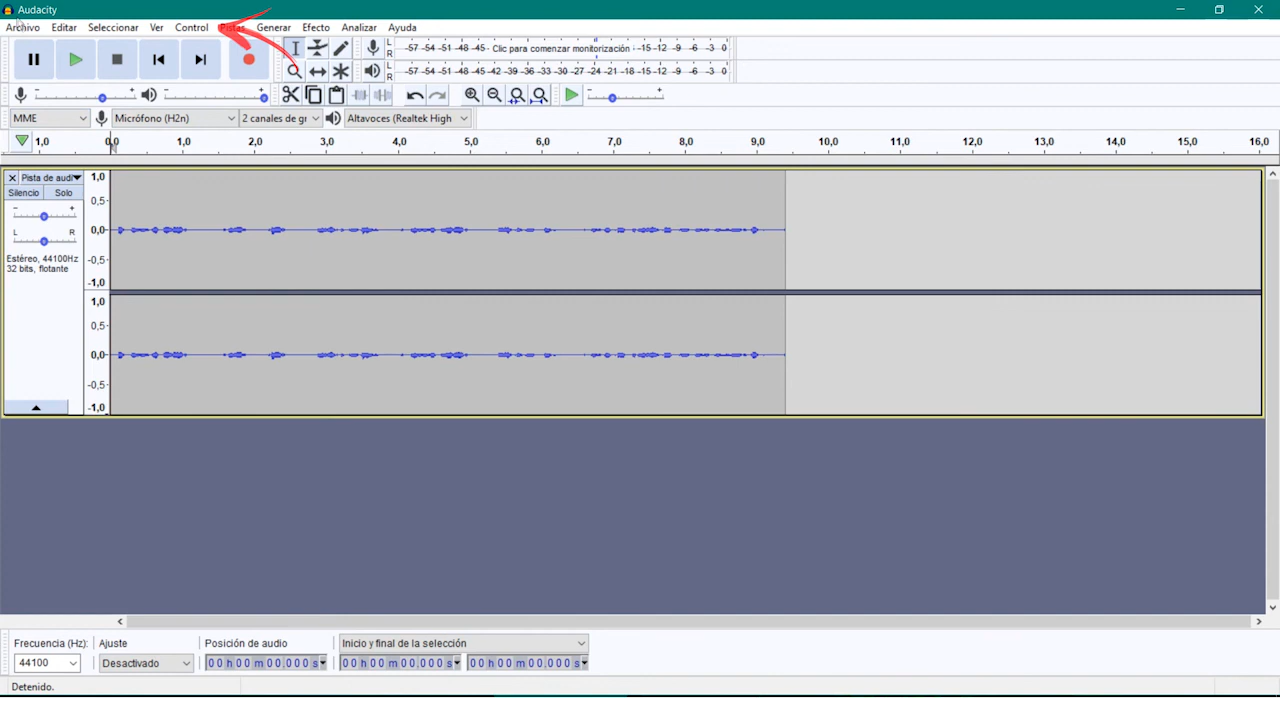 Audacity
Archivo Editar Seleccionar Ver Control Pistas Generar Efecto Analizar Ayuda
L R -57 -54 -51 -48 -45 - Clic para comenzar monitorización -15 -12 -9 -6 -3 0
L R -57 -54 -51 -48 -45 -42 -39 -36 -33 -30 -27 -24 -21 -18 -15 -12 -9 -6 -3 0
- + - + - +
MME Micrófono (H2n) 2 canales de gr Altavoces (Realtek High
1,0 0,0 1,0 2,0 3,0 4,0 5,0 6,0 7,0 8,0 9,0 10,0 11,0 12,0 13,0 14,0 15,0 16,0
Pista de audi
Silencio Solo
- +
L R
Estéreo, 44100Hz
32 bits, flotante
1,0
0,5-
0,0-
-0,5-
-1,0
1,0
0,5-
0,0-
-0,5-
-1,0
Frecuencia (Hz): Ajuste Posición de audio Inicio y final de la selección
44100 Desactivado 00 h 00 m 00,000 s 00 h 00 m 00,000 s 00 h 00 m 00,000 s
Detenido.